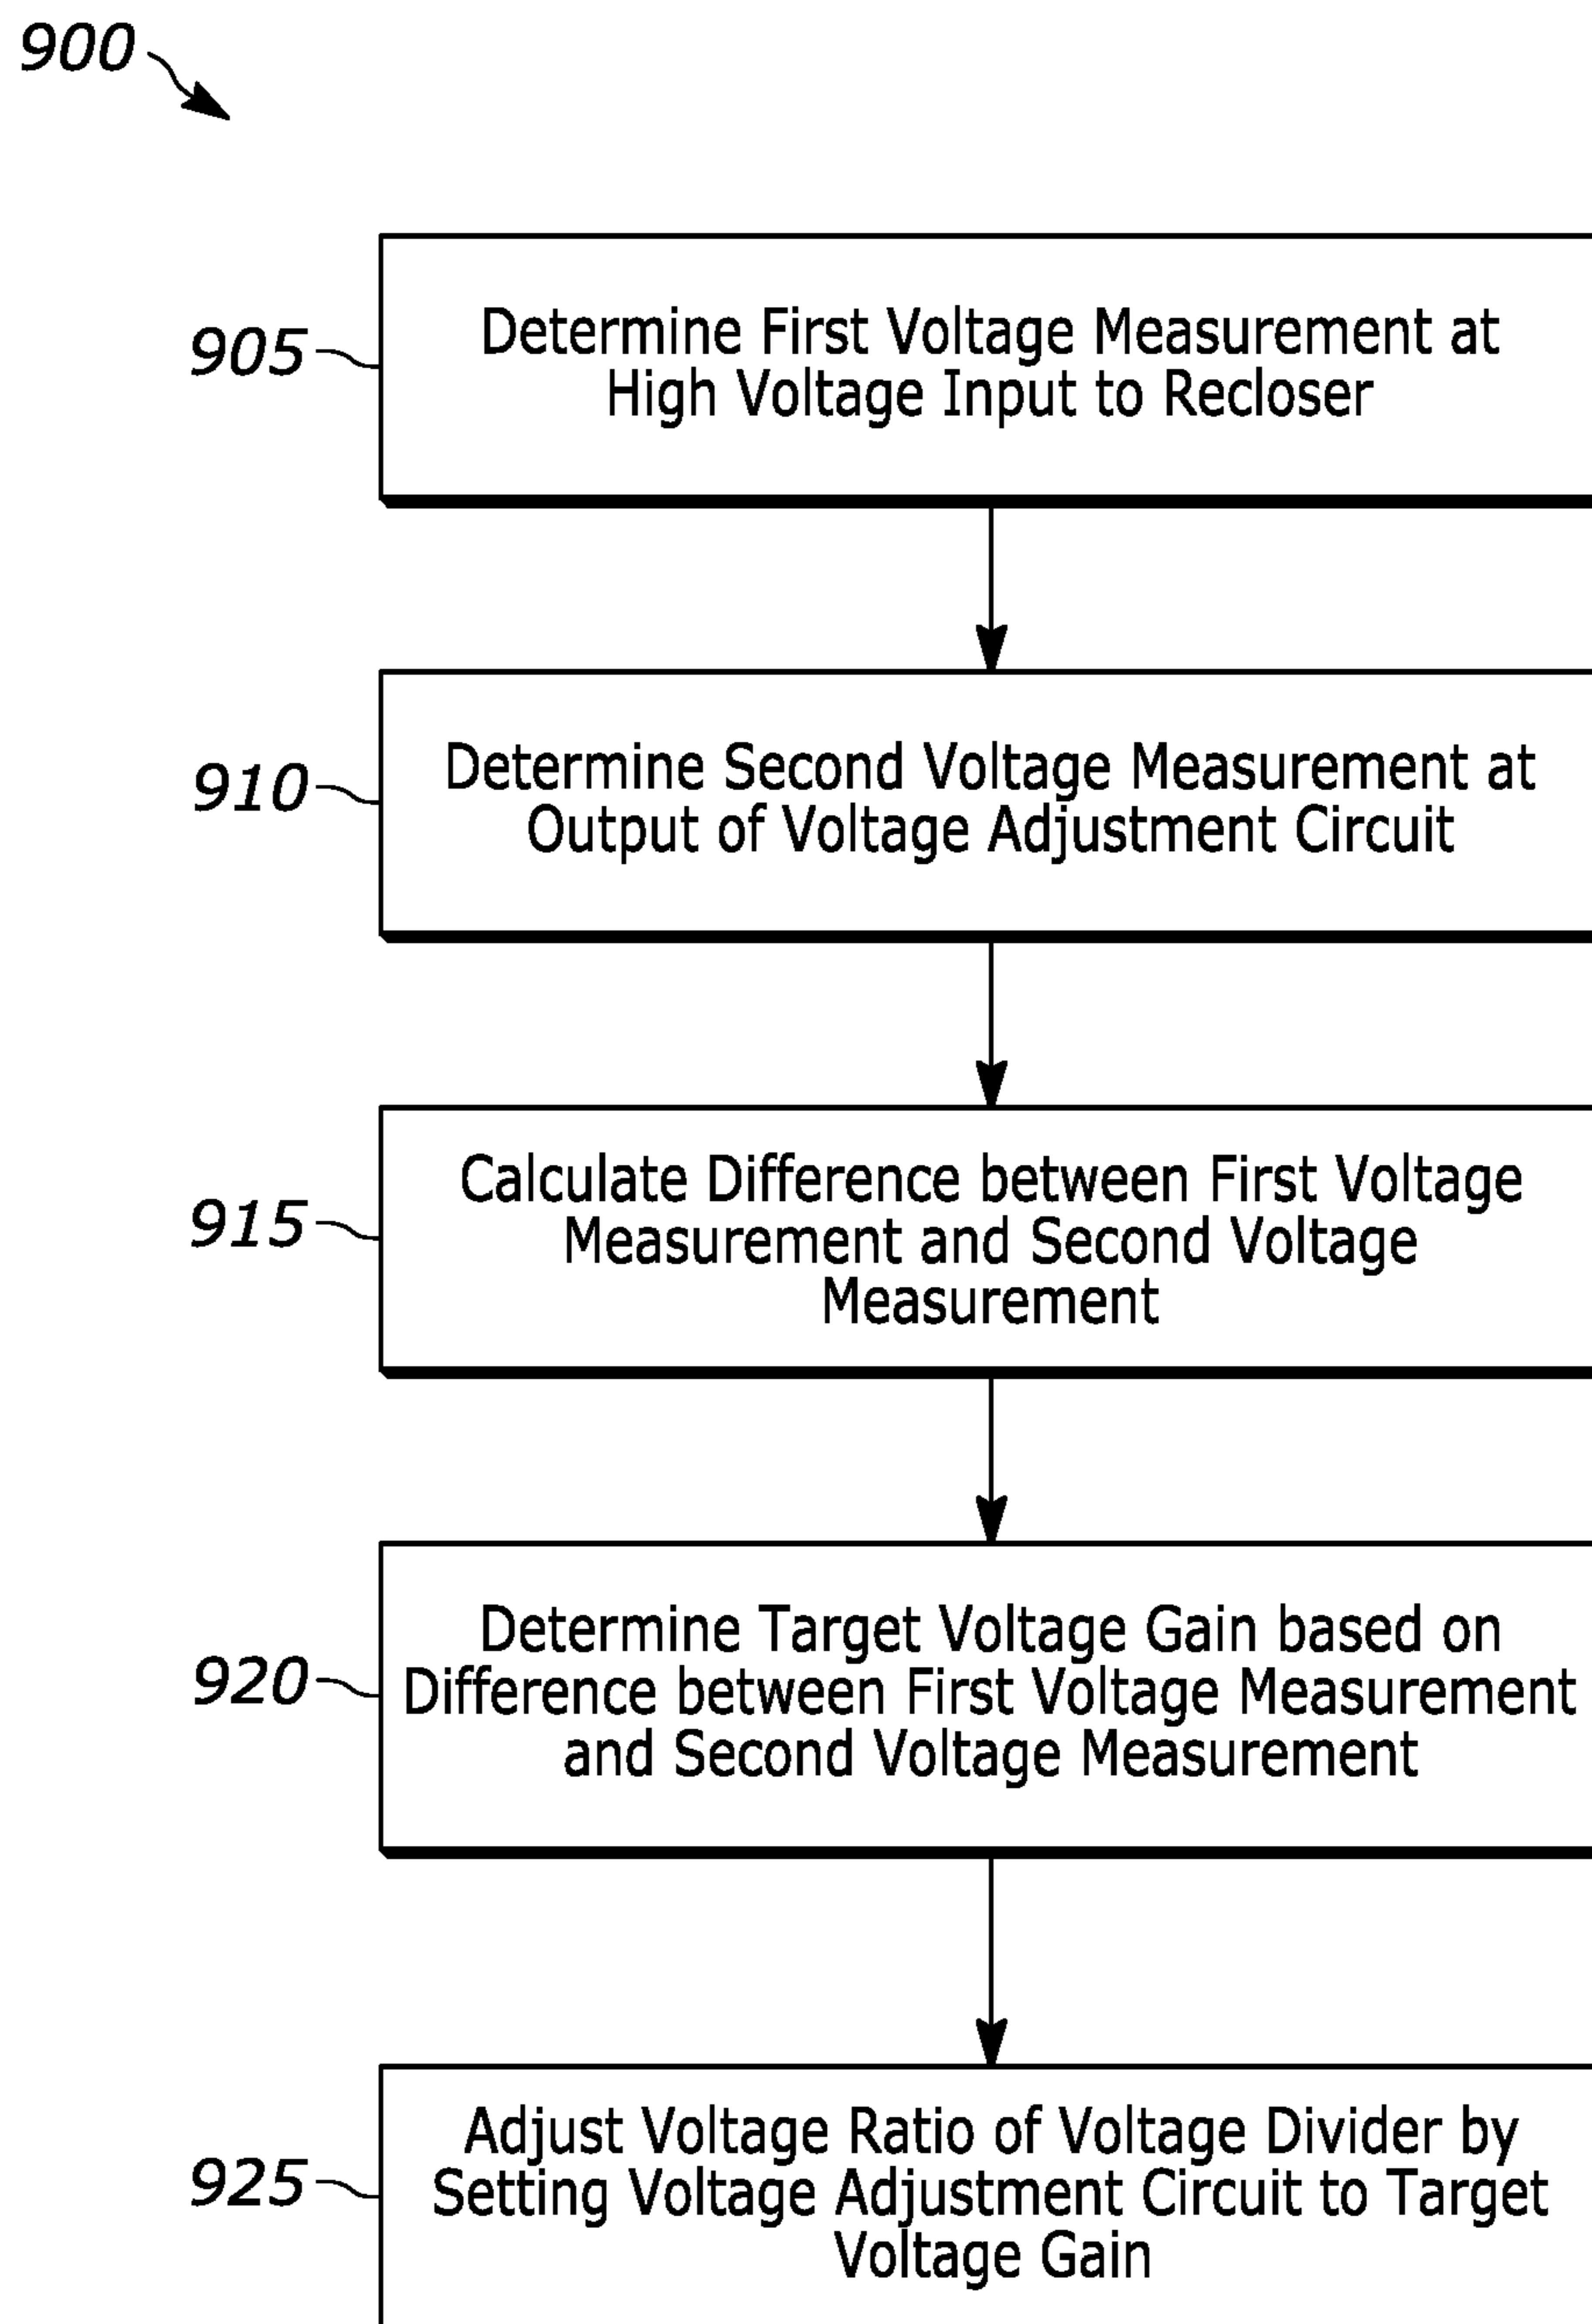 900
905
Determine First Voltage Measurement at
High Voltage Input to Recloser
910
Determine Second Voltage Measurement at
Output of Voltage Adjustment Circuit
915
Calculate Difference between First Voltage
Measurement and Second Voltage
Measurement
920
Determine Target Voltage Gain based on
Difference between First Voltage Measurement
and Second Voltage Measurement
925
Adjust Voltage Ratio of Voltage Divider by
Setting Voltage Adjustment Circuit to Target
Voltage Gain